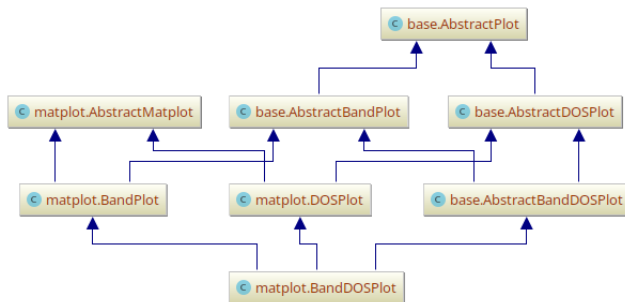 C base.AbstractPlot
C matplot.AbstractMatplot
C base.AbstractBandPlot
C base.AbstractDOSPlot
C matplot.BandPlot
C matplot.DOSPlot
C base.AbstractBandDOSPlot
C matplot.BandDOSPlot